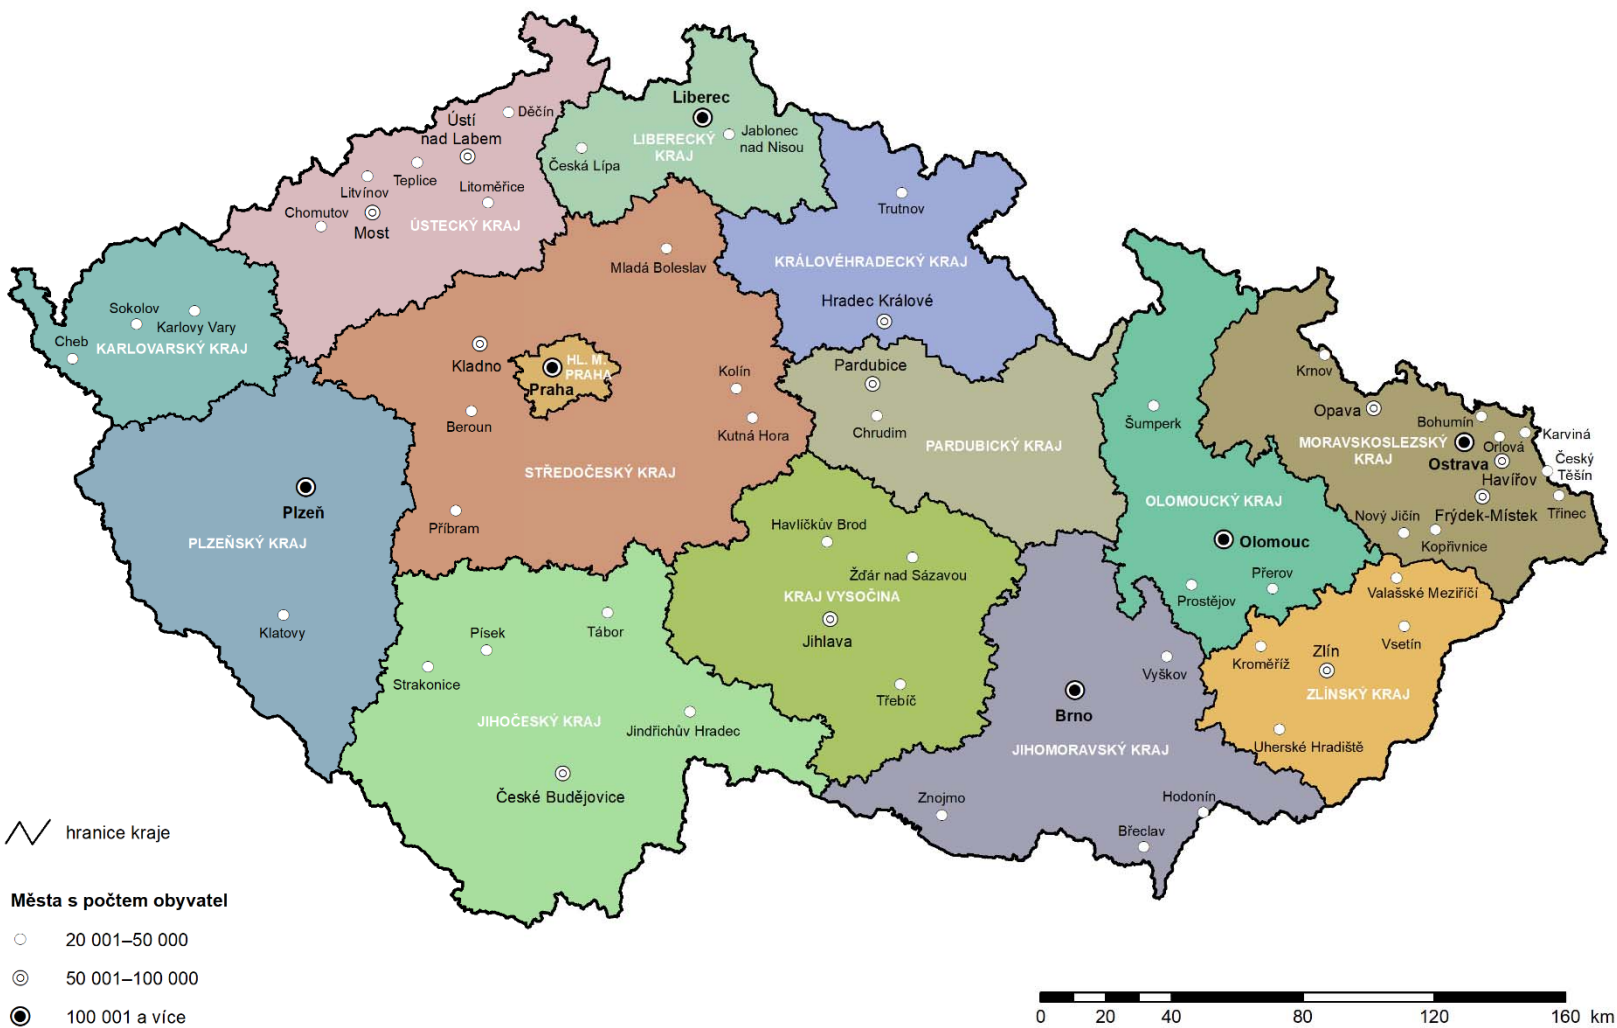 Děčín
Ústí
nad Labem
Teplice
Litvínov
Litoměřice
Chomutov
Most
ÚSTECKÝ KRAJ
Liberec
LIBERECKÝ
KRAJ
Jablonec
nad Nisou
Česká Lípa
Trutnov
KRÁLOVÉHRADECKÝ KRAJ
Hradec Králové
Mladá Boleslav
Sokolov
Karlovy Vary
Cheb
KARLOVARSKÝ KRAJ
Kladno
HL. M.
PRAHA
Praha
Kolín
Beroun
Kutná Hora
STŘEDOČESKÝ KRAJ
Příbram
Pardubice
Chrudim
PARDUBICKÝ KRAJ
Šumperk
OLOMOUCKÝ KRAJ
Olomouc
Přerov
Prostějov
Krnov
Opava
Bohumín
MORAVSKOSLEZSKÝ
KRAJ
Orlová
Karviná
Ostrava
Český
Těšín
Havířov
Nový Jičín
Frýdek-Místek
Třinec
Kopřivnice
Plzeň
PLZEŇSKÝ KRAJ
Klatovy
Havlíčkův Brod
Žďár nad Sázavou
KRAJ VYSOČINA
Jihlava
Třebíč
Písek
Tábor
Strakonice
JIHOČESKÝ KRAJ
Jindřichův Hradec
České Budějovice
Vyškov
Brno
JIHOMORAVSKÝ KRAJ
Znojmo
Hodonín
Břeclav
Valašské Meziříčí
Vsetín
Kroměříž
Zlín
ZLÍNSKÝ KRAJ
Uherské Hradiště
hranice kraje
Města s počtem obyvatel
20 001–50 000
50 001–100 000
100 001 a více
0 20 40 80 120 160 km